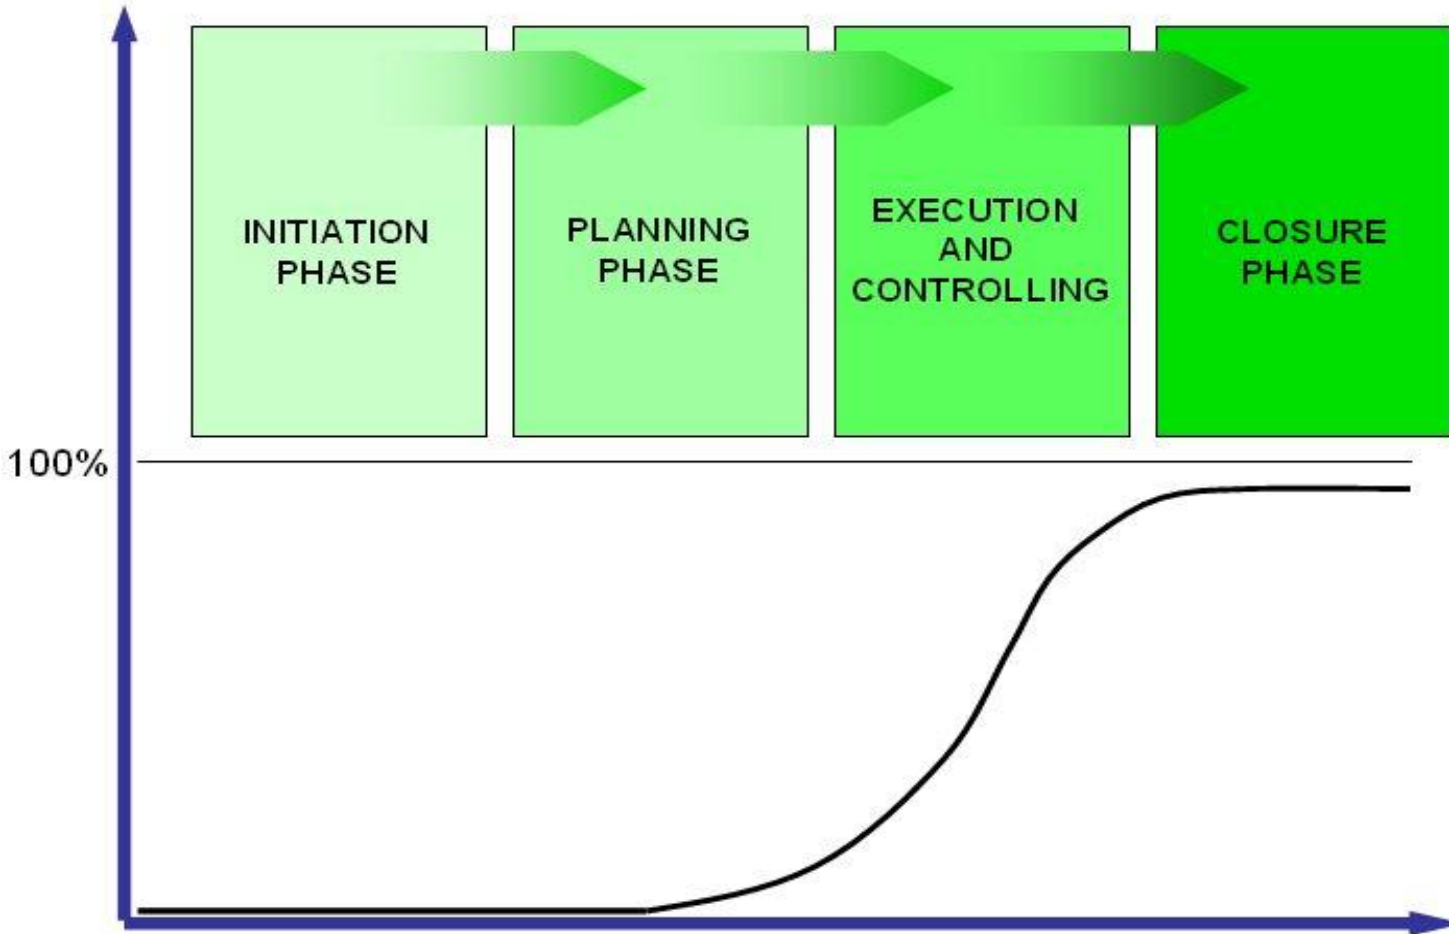 INITIATION
PHASE
PLANNING
PHASE
EXECUTION
AND
CONTROLLING
CLOSURE
PHASE
100%